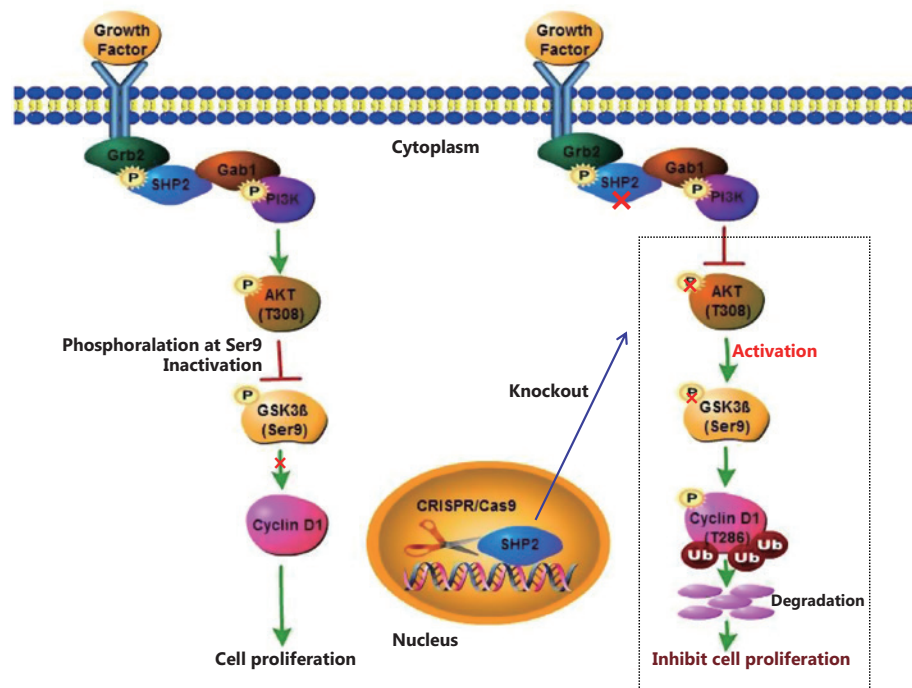 Growth
Factor
Grb2
P
SHP2
Gab1
P
PI3K
P
AKT
(T308)
Phosphoralation at Ser9
Inactivation
P
GSK3ß
(Ser9)
Cyclin D1
Cell proliferation
Cytoplasm
Knockout
CRISPR/Cas9
SHP2
Nucleus
Growth
Factor
Grb2
P
SHP2
Gab1
P
PI3K
P
AKT
(T308)
Activation
P
GSK3ß
(Ser9)
P
Cyclin D1
(T286)
Ub
Ub
Ub
Degradation
Inhibit cell proliferation